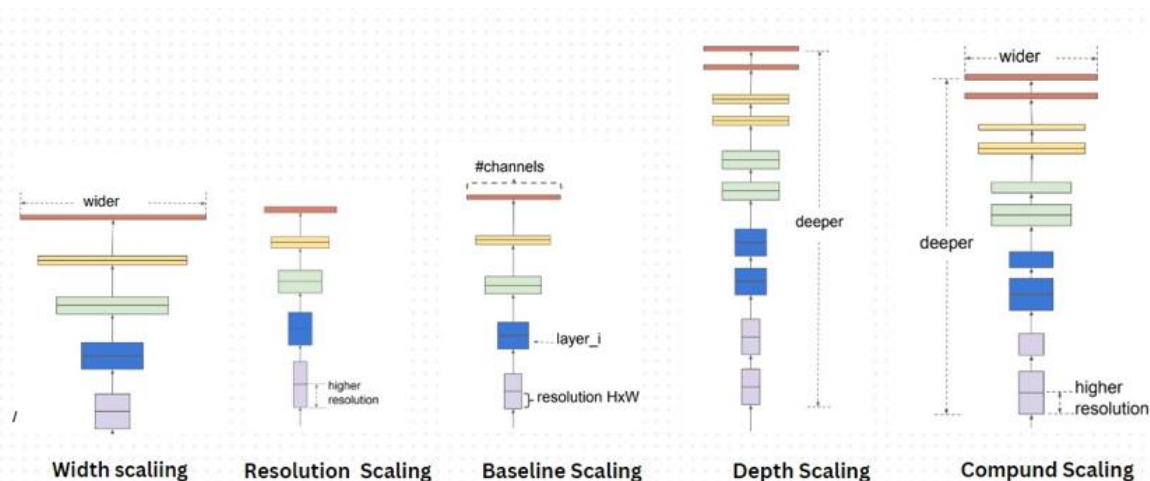 wider
/
Width scaliing
higher
resolution
Resolution Scaling
#channels
layer_i
resolution HxW
Baseline Scaling
deeper
Depth Scaling
wider
deeper
higher
resolution
Compund Scaling